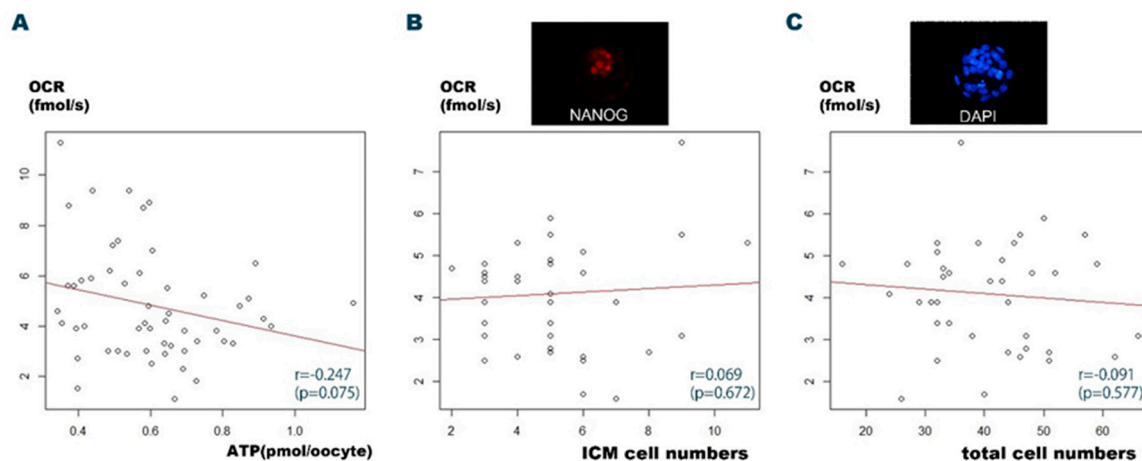 A
OCR
(fmol/s)
10
8
6
4
2
r=-0.247
(p=0.075)
0.4 0.6 0.8 1.0
ATP(pmol/oocyte)
B
NANOG
OCR
(fmol/s)
7
6
5
4
3
2
r=0.069
(p=0.672)
2 4 6 8 10
ICM cell numbers
C
DAPI
OCR
(fmol/s)
7
6
5
4
3
2
r=-0.091
(p=0.577)
20 30 40 50 60
total cell numbers